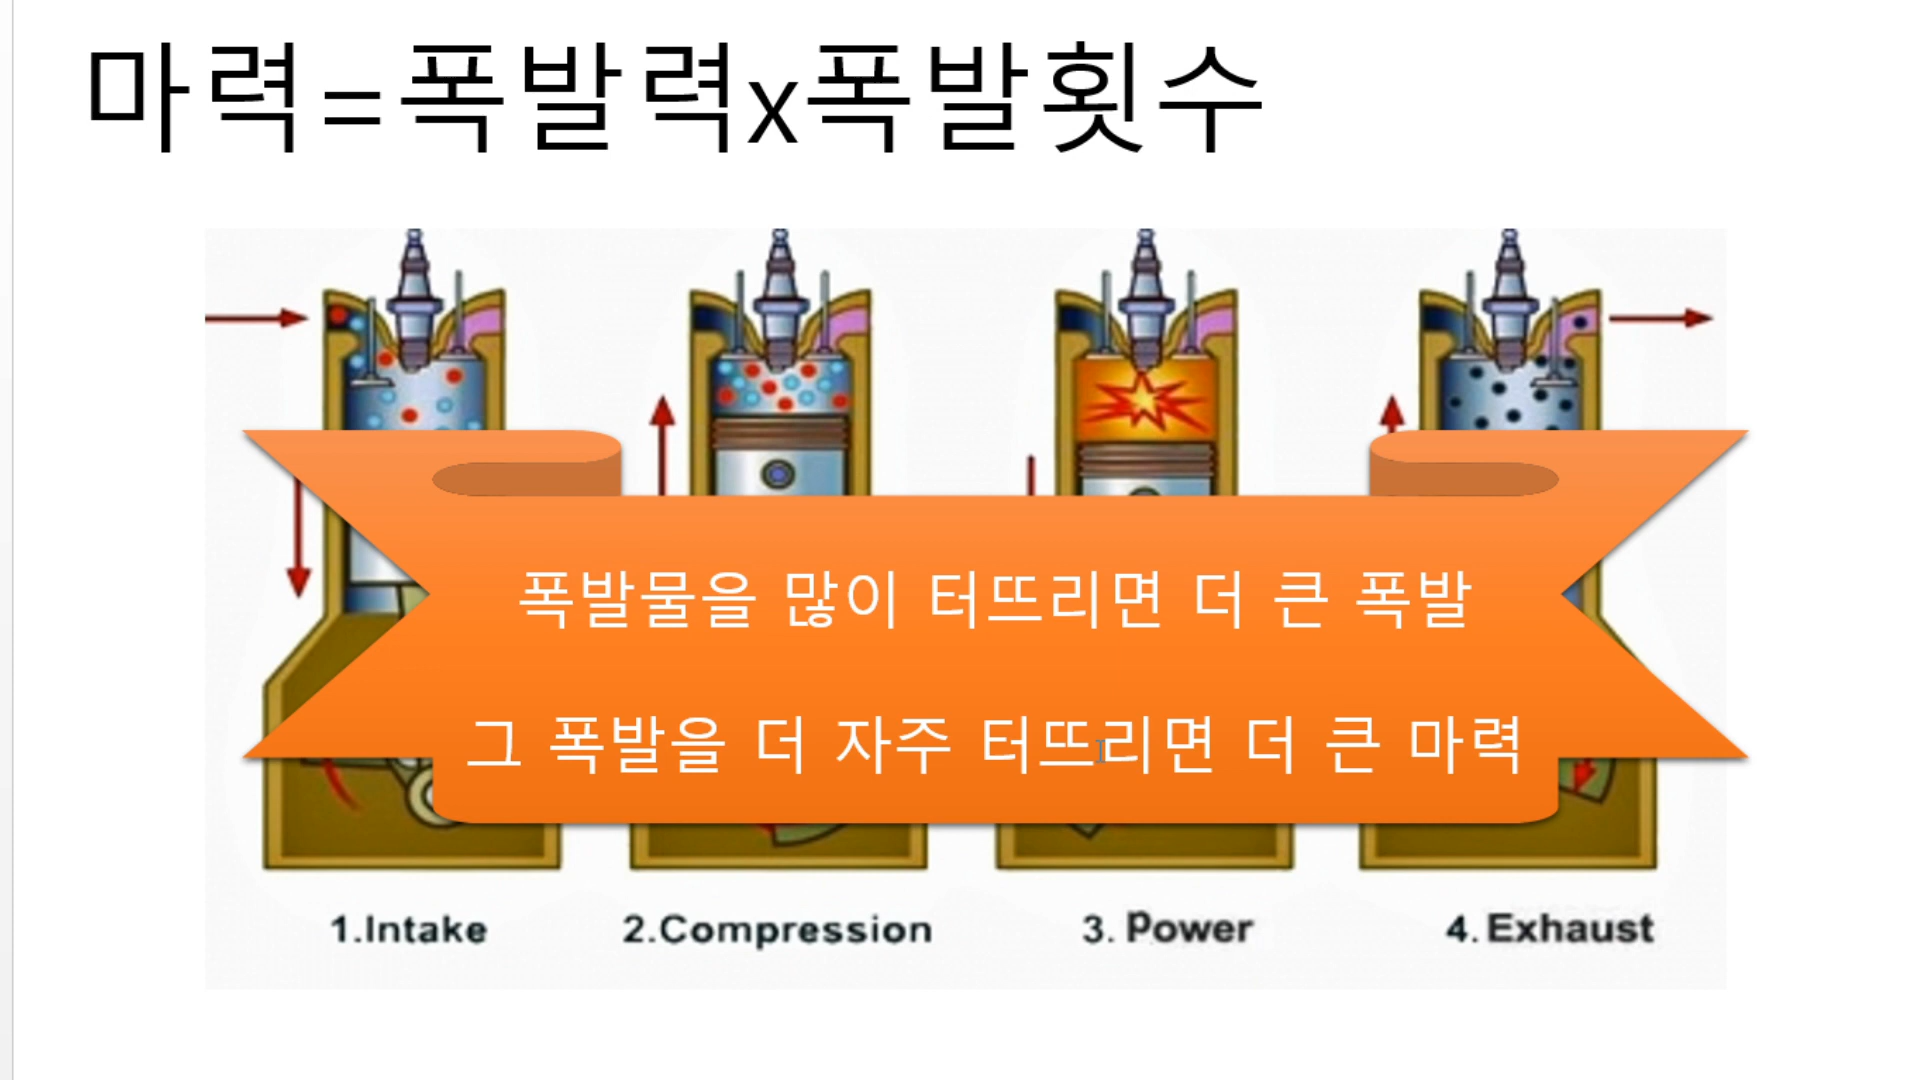 마력=폭발력x폭발횟수
폭발물을 많이 터뜨리면 더 큰 폭발
그 폭발을 더 자주 터뜨리면 더 큰 마력
1.Intake
2.Compression
3. Power
4. Exhaust